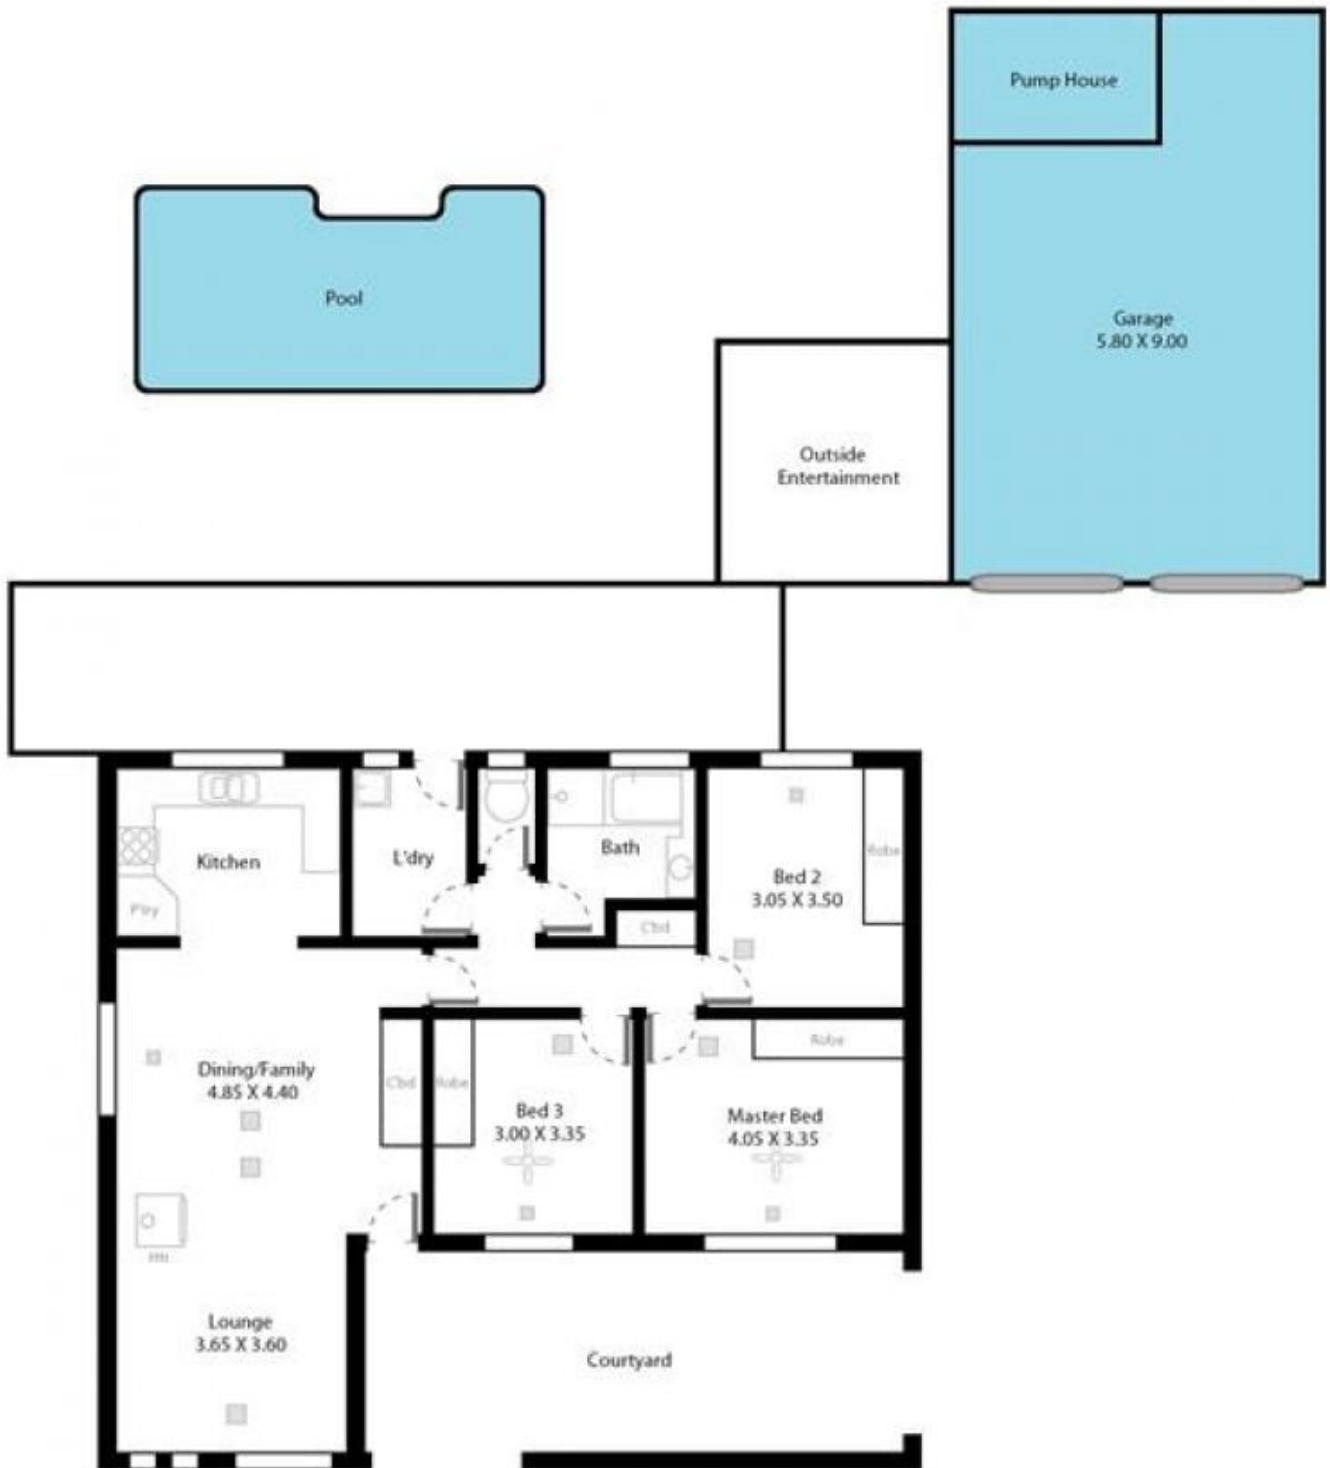 Pump House
Pool
Garage
5.80 X 9.00
Outside
Entertainment
Kitchen
L'dry
Bath
Robe
Bed 2
3.05 X 3.50
Ptry
Cbd
Robe
Dining/Family
4.85 X 4.40
Cbd
Robe
Bed 3
3.00 X 3.35
Master Bed
4.05 X 3.35
Lounge
3.65 X 3.60
Courtyard